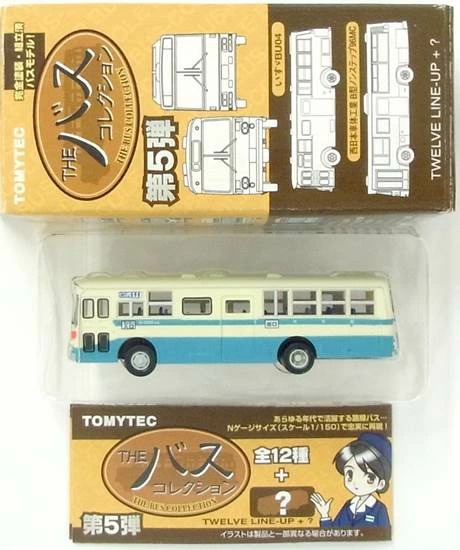 TOMYTEC
完全塗装・組立済
バスモデル!
THE バス
コレクション
THE BUS COLLECTION
第5弾
いすゞBU04
西日本車体工業 B型ノンステップ96MC
TWELVE LINE-UP + ?
出口
TOMYTEC
あらゆる年代で活躍する路線バス…
Nゲージサイズ(スケール1/150)で忠実に再現!
THE バス
コレクション
THE BUS COLLECTION
全12種
+
?
第5弾
TWELVE LINE-UP + ?
イラストは製品と一部異なる場合があります。